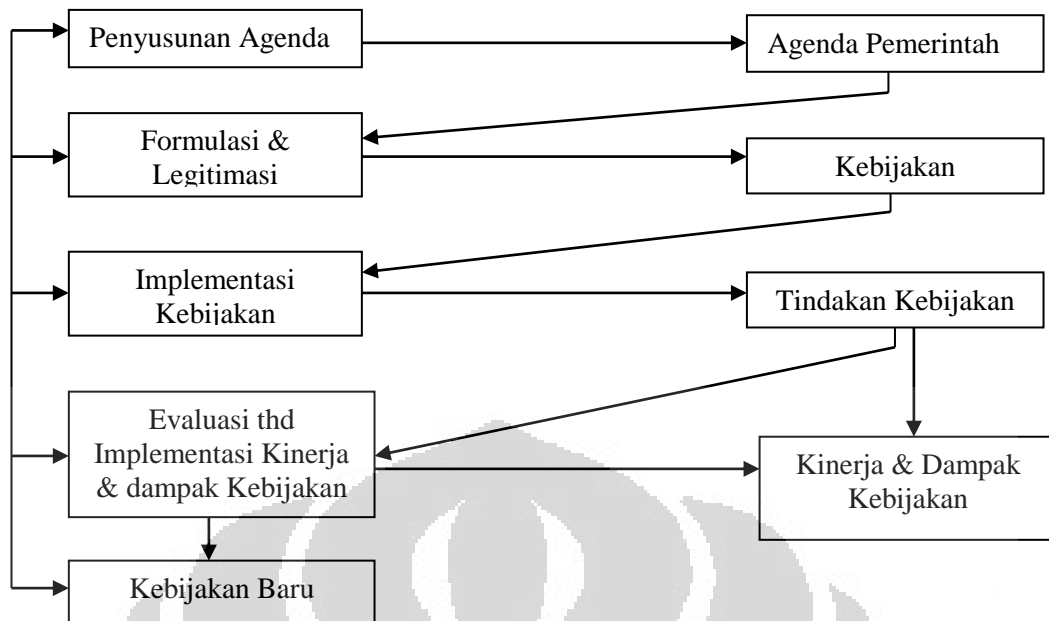 Penyusunan Agenda
Agenda Pemerintah
Formulasi &
Legitimasi
Kebijakan
Implementasi
Kebijakan
Tindakan Kebijakan
Evaluasi thd
Implementasi Kinerja
& dampak Kebijakan
Kinerja & Dampak
Kebijakan
Kebijakan Baru